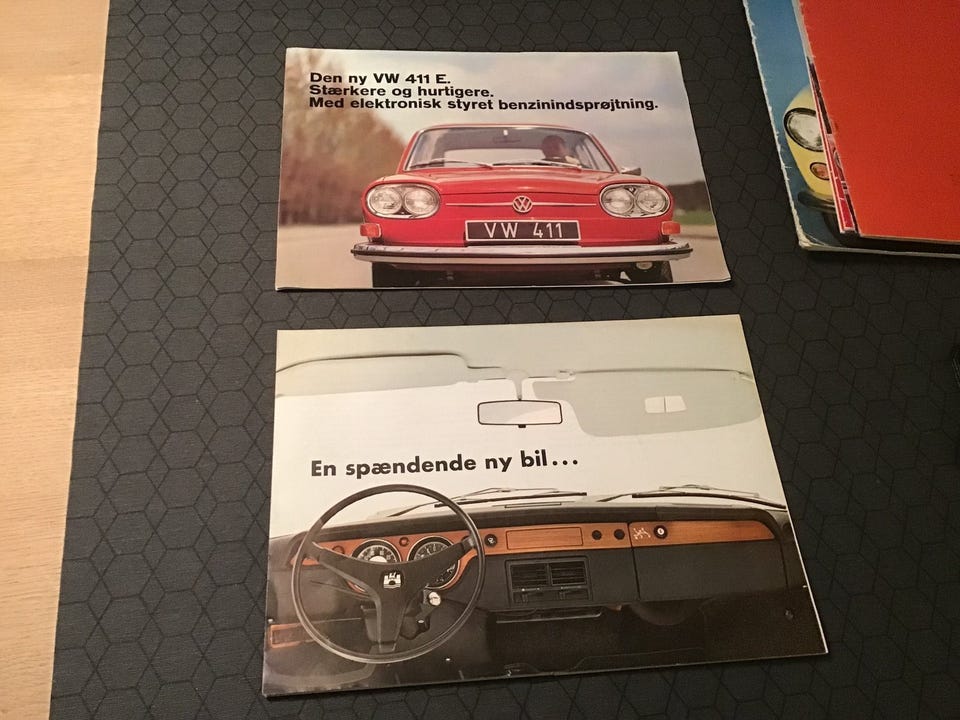 Den ny VW 411 E.
Stærkere og hurtigere.
Med elektronisk styret benzinindsprøjtning.
VW 411
En spændende ny bil...